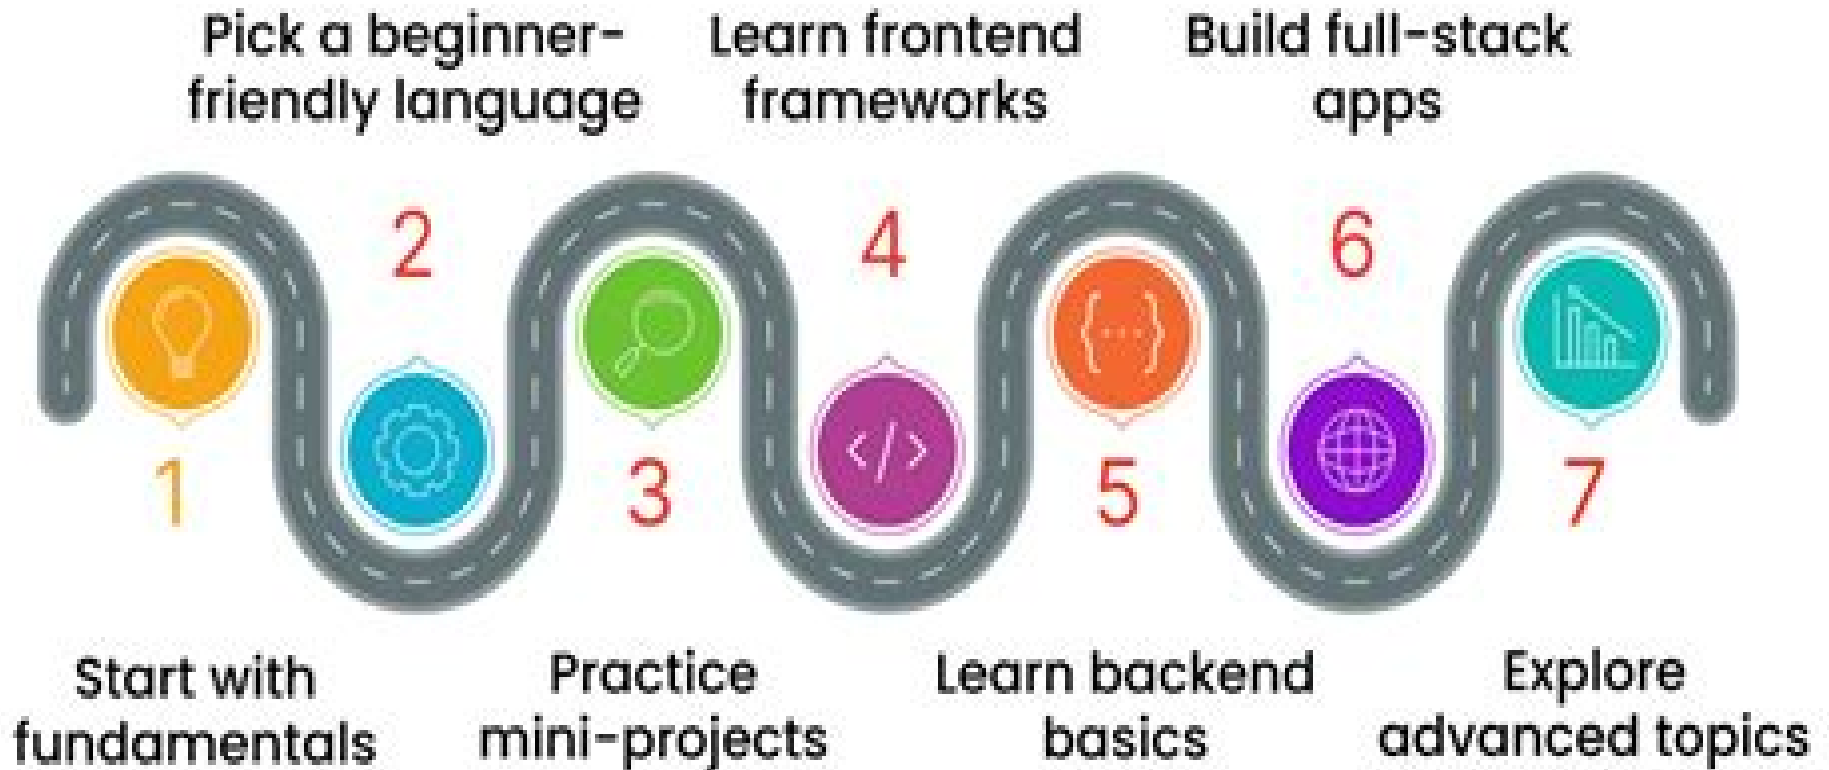 Pick a beginner-
friendly language
Learn frontend
frameworks
Build full-stack
apps
2
4
6
{...}
</>
1
3
5
7
Start with
fundamentals
Practice
mini-projects
Learn backend
basics
Explore
advanced topics